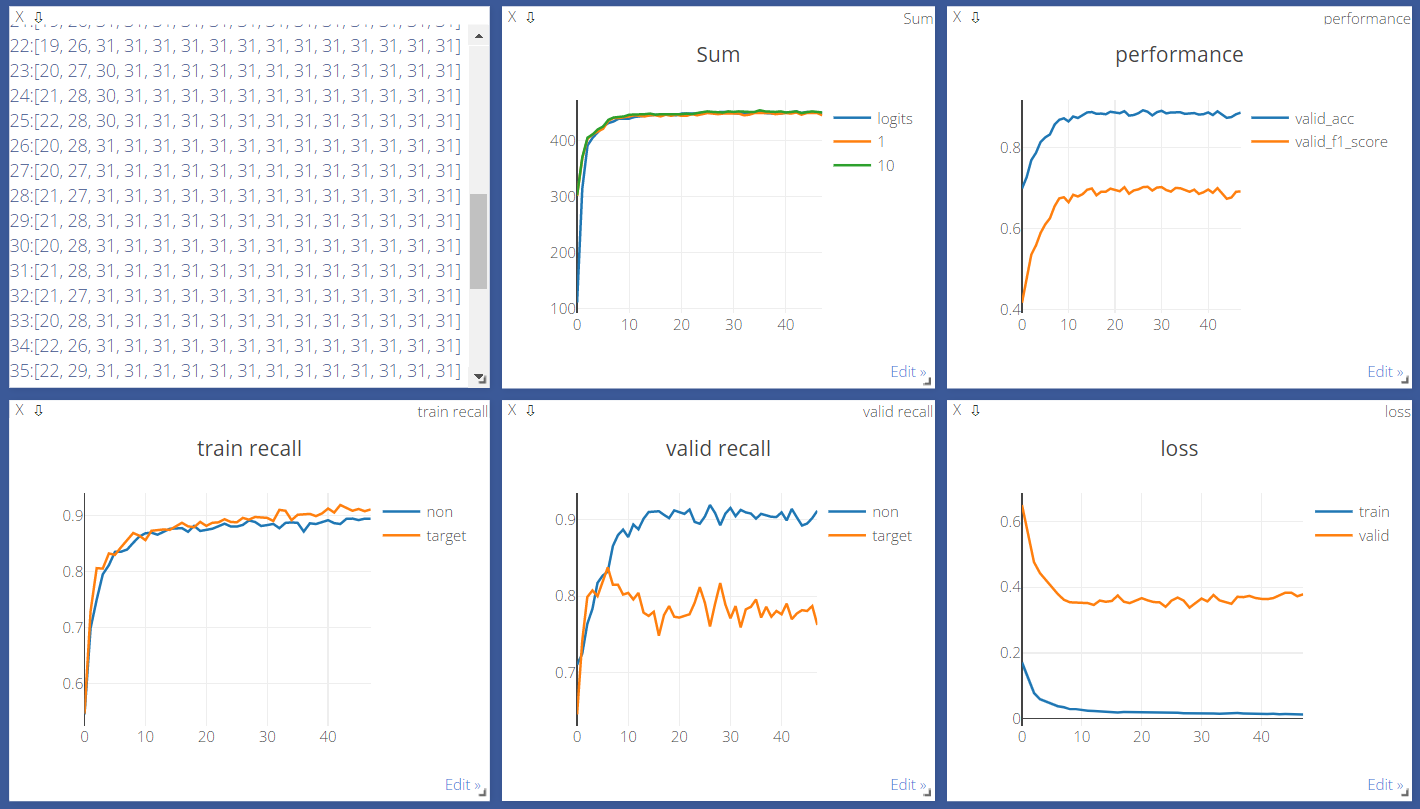 X ⇩
22:[19, 26, 31, 31, 31, 31, 31, 31, 31, 31, 31, 31, 31, 31, 31]
23:[20, 27, 30, 31, 31, 31, 31, 31, 31, 31, 31, 31, 31, 31, 31]
24:[21, 28, 30, 31, 31, 31, 31, 31, 31, 31, 31, 31, 31, 31, 31]
25:[22, 28, 30, 31, 31, 31, 31, 31, 31, 31, 31, 31, 31, 31, 31]
26:[20, 28, 31, 31, 31, 31, 31, 31, 31, 31, 31, 31, 31, 31, 31]
27:[20, 27, 31, 31, 31, 31, 31, 31, 31, 31, 31, 31, 31, 31, 31]
28:[21, 27, 31, 31, 31, 31, 31, 31, 31, 31, 31, 31, 31, 31, 31]
29:[21, 28, 31, 31, 31, 31, 31, 31, 31, 31, 31, 31, 31, 31, 31]
30:[20, 28, 31, 31, 31, 31, 31, 31, 31, 31, 31, 31, 31, 31, 31]
31:[21, 28, 31, 31, 31, 31, 31, 31, 31, 31, 31, 31, 31, 31, 31]
32:[21, 27, 31, 31, 31, 31, 31, 31, 31, 31, 31, 31, 31, 31, 31]
33:[20, 28, 31, 31, 31, 31, 31, 31, 31, 31, 31, 31, 31, 31, 31]
34:[22, 26, 31, 31, 31, 31, 31, 31, 31, 31, 31, 31, 31, 31, 31]
35:[22, 29, 31, 31, 31, 31, 31, 31, 31, 31, 31, 31, 31, 31, 31]
X ⇩ Sum
Sum
400
300
200
100
0 10 20 30 40
logits
1
10
Edit »
X ⇩ performance
performance
0.8
0.6
0.4
0 10 20 30 40
valid_acc
valid_f1_score
Edit »
X ⇩ train recall
train recall
0.9
0.8
0.7
0.6
0 10 20 30 40
non
target
Edit »
X ⇩ valid recall
valid recall
0.9
0.8
0.7
0 10 20 30 40
non
target
Edit »
X ⇩ loss
loss
0.6
0.4
0.2
0
0 10 20 30 40
train
valid
Edit »